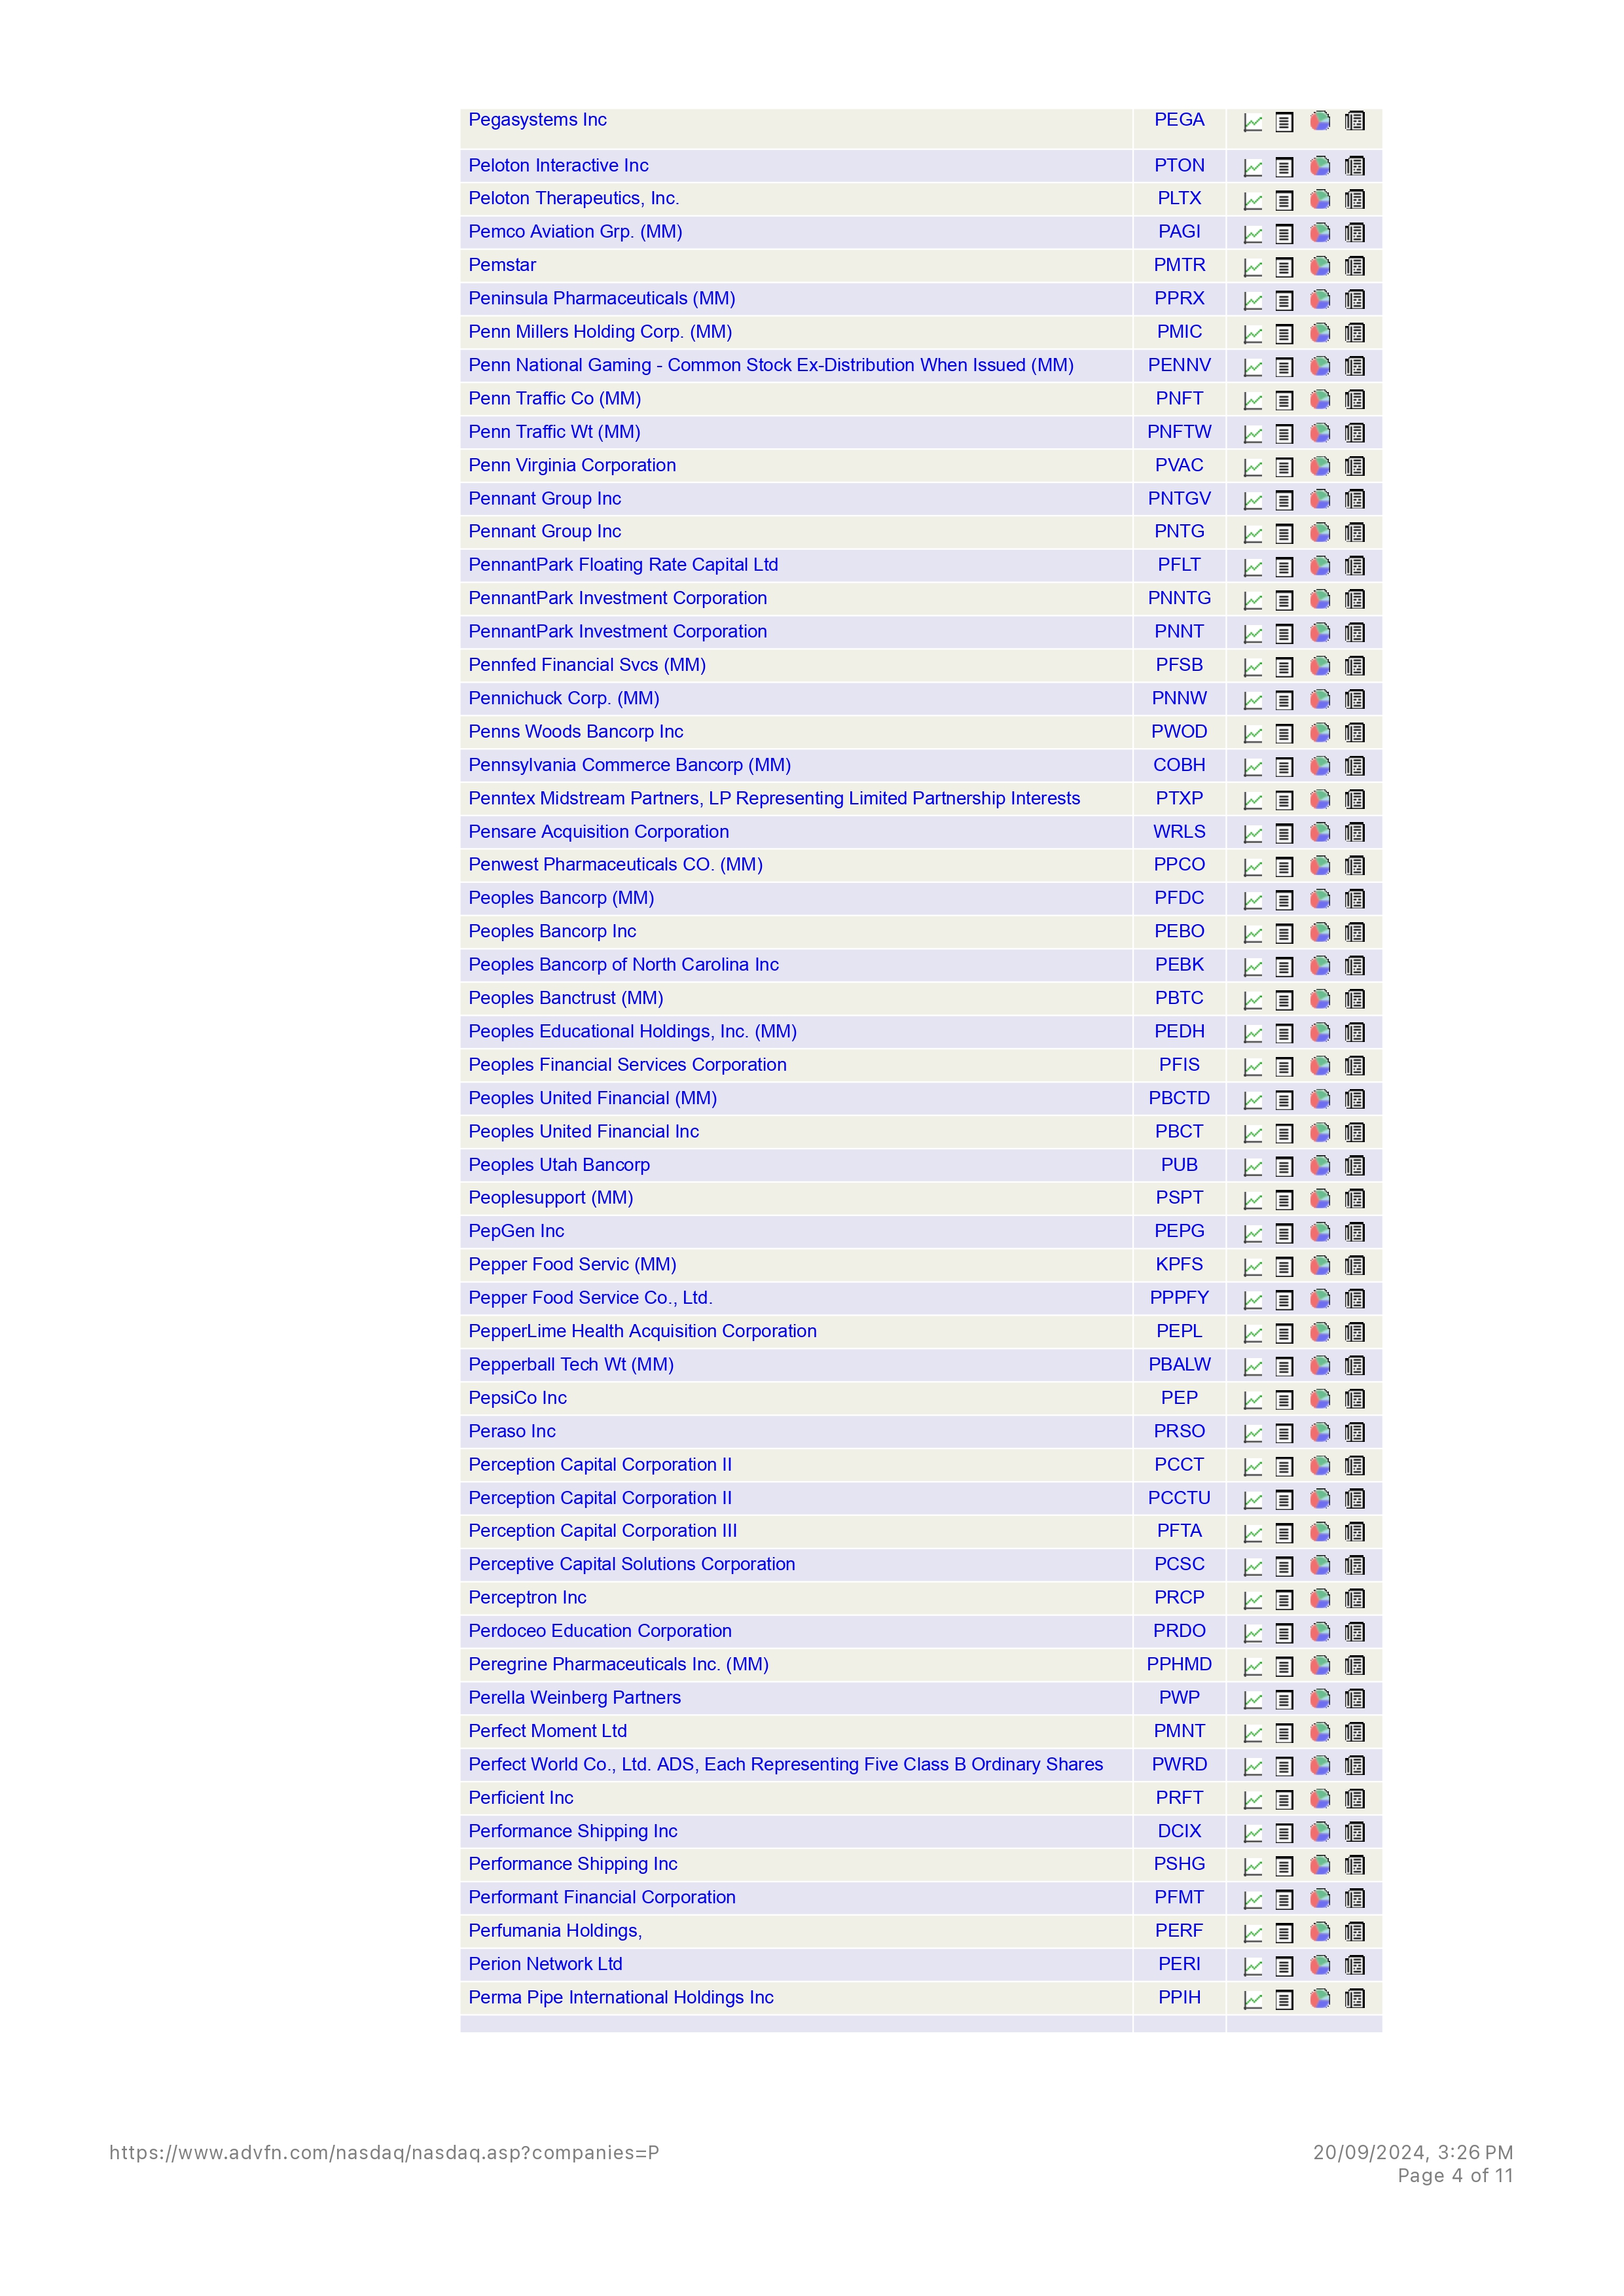 Pegasystems Inc PEGA
Peloton Interactive Inc PTON
Peloton Therapeutics, Inc. PLTX
Pemco Aviation Grp. (MM) PAGI
Pemstar PMTR
Peninsula Pharmaceuticals (MM) PPRX
Penn Millers Holding Corp. (MM) PMIC
Penn National Gaming - Common Stock Ex-Distribution When Issued (MM) PENNV
Penn Traffic Co (MM) PNFT
Penn Traffic Wt (MM) PNFTW
Penn Virginia Corporation PVAC
Pennant Group Inc PNTGV
Pennant Group Inc PNTG
PennantPark Floating Rate Capital Ltd PFLT
PennantPark Investment Corporation PNNTG
PennantPark Investment Corporation PNNT
Pennfed Financial Svcs (MM) PFSB
Pennichuck Corp. (MM) PNNW
Penns Woods Bancorp Inc PWOD
Pennsylvania Commerce Bancorp (MM) COBH
Penntex Midstream Partners, LP Representing Limited Partnership Interests PTXP
Pensare Acquisition Corporation WRLS
Penwest Pharmaceuticals CO. (MM) PPCO
Peoples Bancorp (MM) PFDC
Peoples Bancorp Inc PEBO
Peoples Bancorp of North Carolina Inc PEBK
Peoples Banctrust (MM) PBTC
Peoples Educational Holdings, Inc. (MM) PEDH
Peoples Financial Services Corporation PFIS
Peoples United Financial (MM) PBCTD
Peoples United Financial Inc PBCT
Peoples Utah Bancorp PUB
Peoplesupport (MM) PSPT
PepGen Inc PEPG
Pepper Food Servic (MM) KPFS
Pepper Food Service Co., Ltd. PPPFY
PepperLime Health Acquisition Corporation PEPL
Pepperball Tech Wt (MM) PBALW
PepsiCo Inc PEP
Peraso Inc PRSO
Perception Capital Corporation II PCCT
Perception Capital Corporation II PCCTU
Perception Capital Corporation III PFTA
Perceptive Capital Solutions Corporation PCSC
Perceptron Inc PRCP
Perdoceo Education Corporation PRDO
Peregrine Pharmaceuticals Inc. (MM) PPHMD
Perella Weinberg Partners PWP
Perfect Moment Ltd PMNT
Perfect World Co., Ltd. ADS, Each Representing Five Class B Ordinary Shares PWRD
Perficient Inc PRFT
Performance Shipping Inc DCIX
Performance Shipping Inc PSHG
Performant Financial Corporation PFMT
Perfumania Holdings, PERF
Perion Network Ltd PERI
Perma Pipe International Holdings Inc PPIH
https://www.advfn.com/nasdaq/nasdaq.asp?companies=P 20/09/2024, 3:26 PM
Page 4 of 11